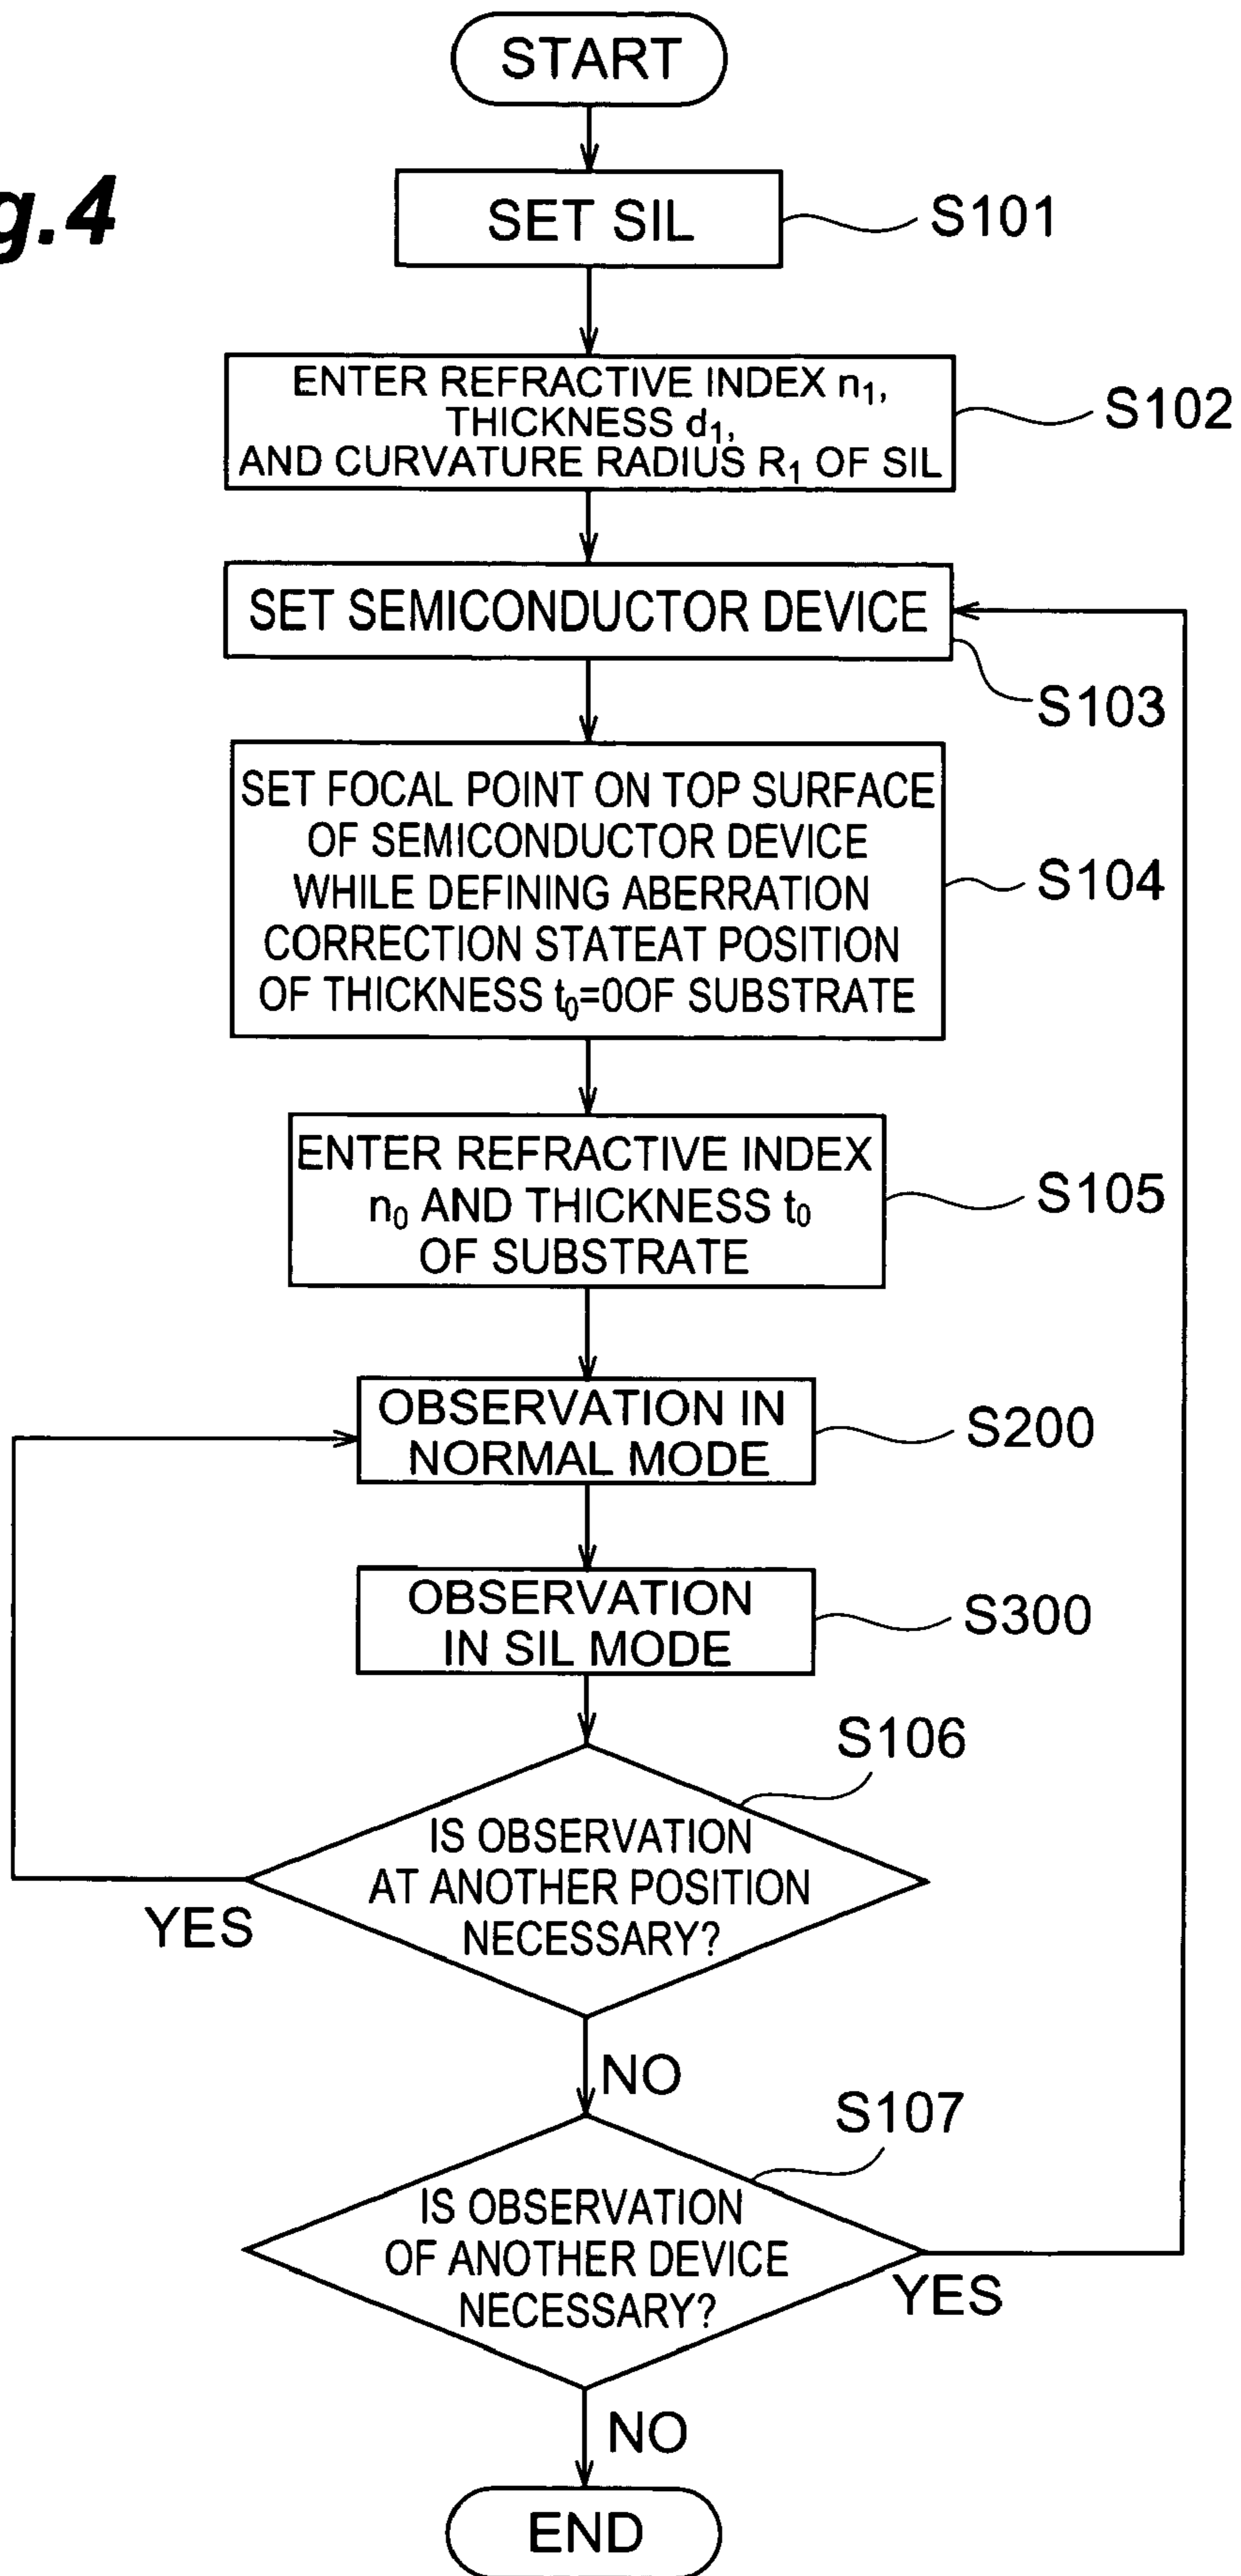 g.4
START
SET SIL
S101
ENTER REFRACTIVE INDEX n₁,
THICKNESS d₁,
AND CURVATURE RADIUS R₁ OF SIL
S102
SET SEMICONDUCTOR DEVICE
S103
SET FOCAL POINT ON TOP SURFACE
OF SEMICONDUCTOR DEVICE
WHILE DEFINING ABERRATION
CORRECTION STATEAT POSITION
OF THICKNESS t₀=0OF SUBSTRATE
S104
ENTER REFRACTIVE INDEX
n₀ AND THICKNESS t₀
OF SUBSTRATE
S105
OBSERVATION IN
NORMAL MODE
S200
OBSERVATION
IN SIL MODE
S300
S106
IS OBSERVATION
AT ANOTHER POSITION
NECESSARY?
YES
NO
S107
IS OBSERVATION
OF ANOTHER DEVICE
NECESSARY?
YES
NO
END